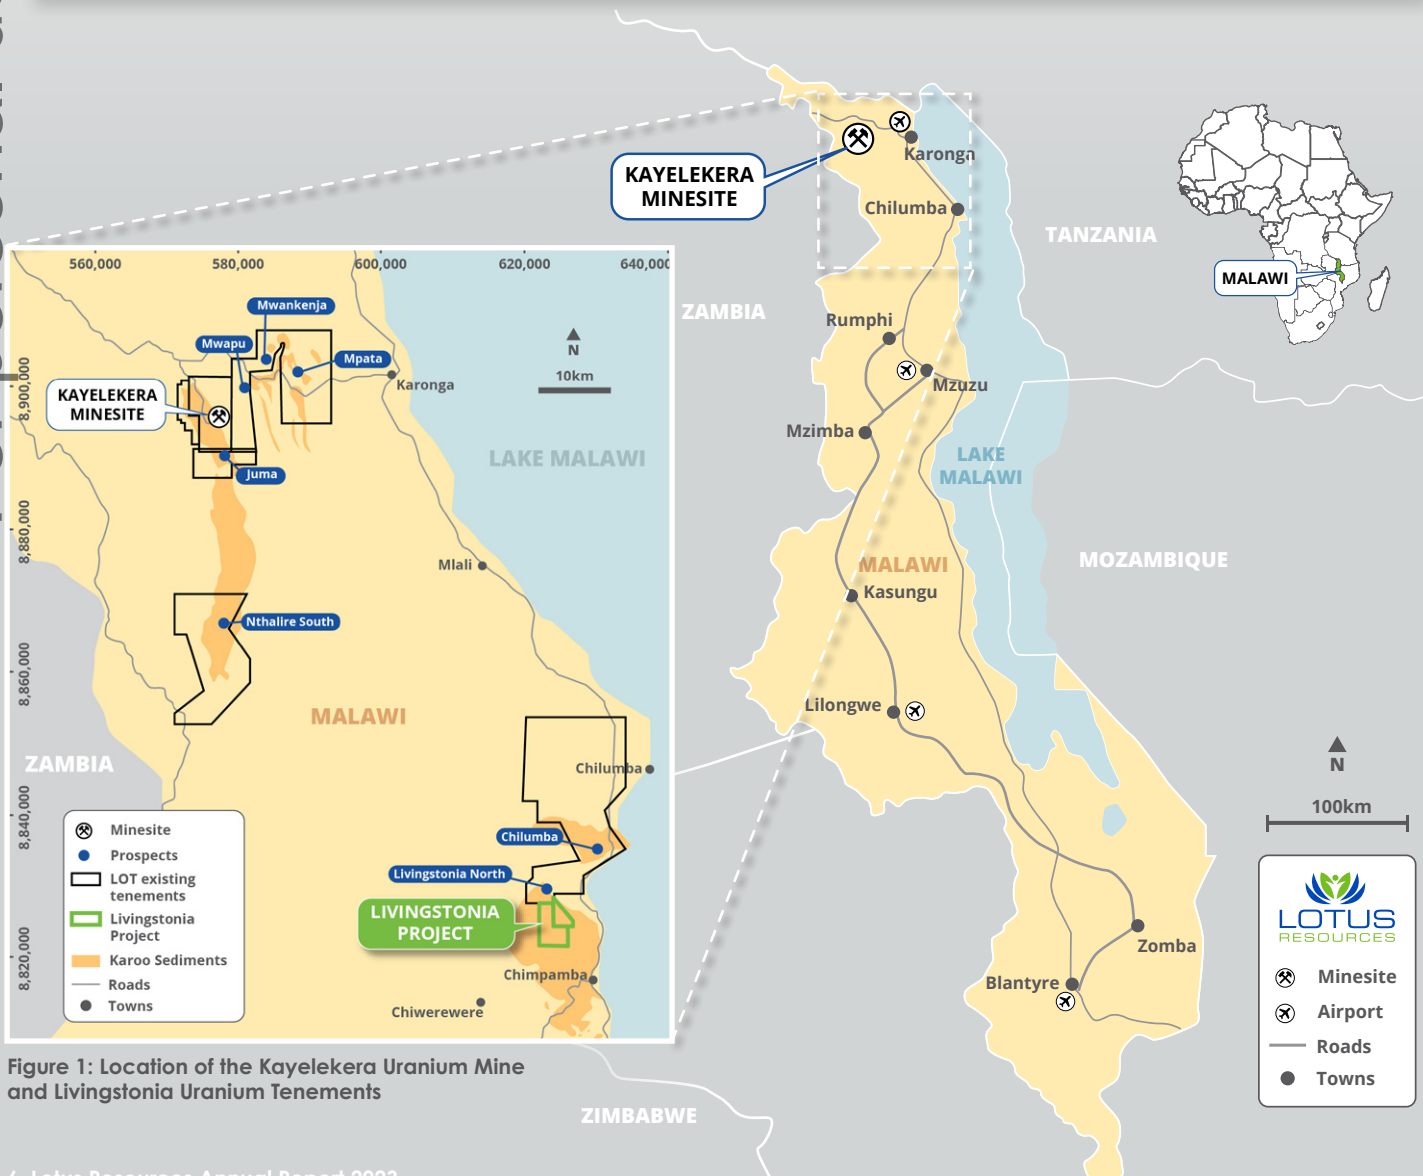 KAYELEKERA
MINESITE
Karonga
Chilumba
TANZANIA
ZAMBIA
MALAWI
Rumphi
Mzuzu
Mzimba
LAKE
MALAWI
MOZAMBIQUE
MALAWI
Kasungu
Lilongwe
N
100km
Zomba
Blantyre
ZIMBABWE
LOTUS
RESOURCES
Minesite
Airport
Roads
Towns
560,000
580,000
600,000
620,000
640,000
8,900,000
8,880,000
8,860,000
8,840,000
8,820,000
Mwankenja
Mwapu
Mpata
KAYELEKERA
MINESITE
Karonga
N
10km
Juma
LAKE MALAWI
Mlali
Nthalire South
MALAWI
ZAMBIA
Chilumba
Chilumba
Livingstonia North
LIVINGSTONIA
PROJECT
Chimpamba
Chiwerewere
Minesite
Prospects
LOT existing
tenements
Livingstonia
Project
Karoo Sediments
Roads
Towns
Figure 1: Location of the Kayelekera Uranium Mine
and Livingstonia Uranium Tenements